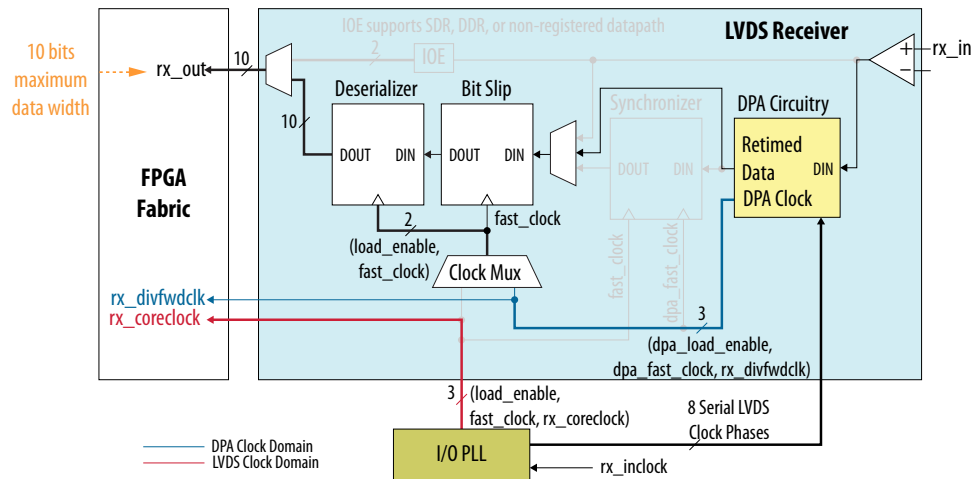 IOE supports SDR, DDR, or non-registered datapath
LVDS Receiver
2
IOE
10
rx_out
10 bits
maximum
data width
+
−
rx_in
Deserializer
Bit Slip
Synchronizer
DPA Circuitry
10
DOUT
DIN
DOUT
DIN
DOUT
DIN
Retimed
Data
DIN
DPA Clock
FPGA
Fabric
2
(load_enable,
fast_clock)
fast_clock
Clock Mux
fast_clock
dpa_fast_clock
rx_divfwdclk
rx_coreclock
3
(dpa_load_enable,
dpa_fast_clock, rx_divfwdclk)
3
(load_enable,
fast_clock, rx_coreclock)
8 Serial LVDS
Clock Phases
I/O PLL
rx_inclock
DPA Clock Domain
LVDS Clock Domain